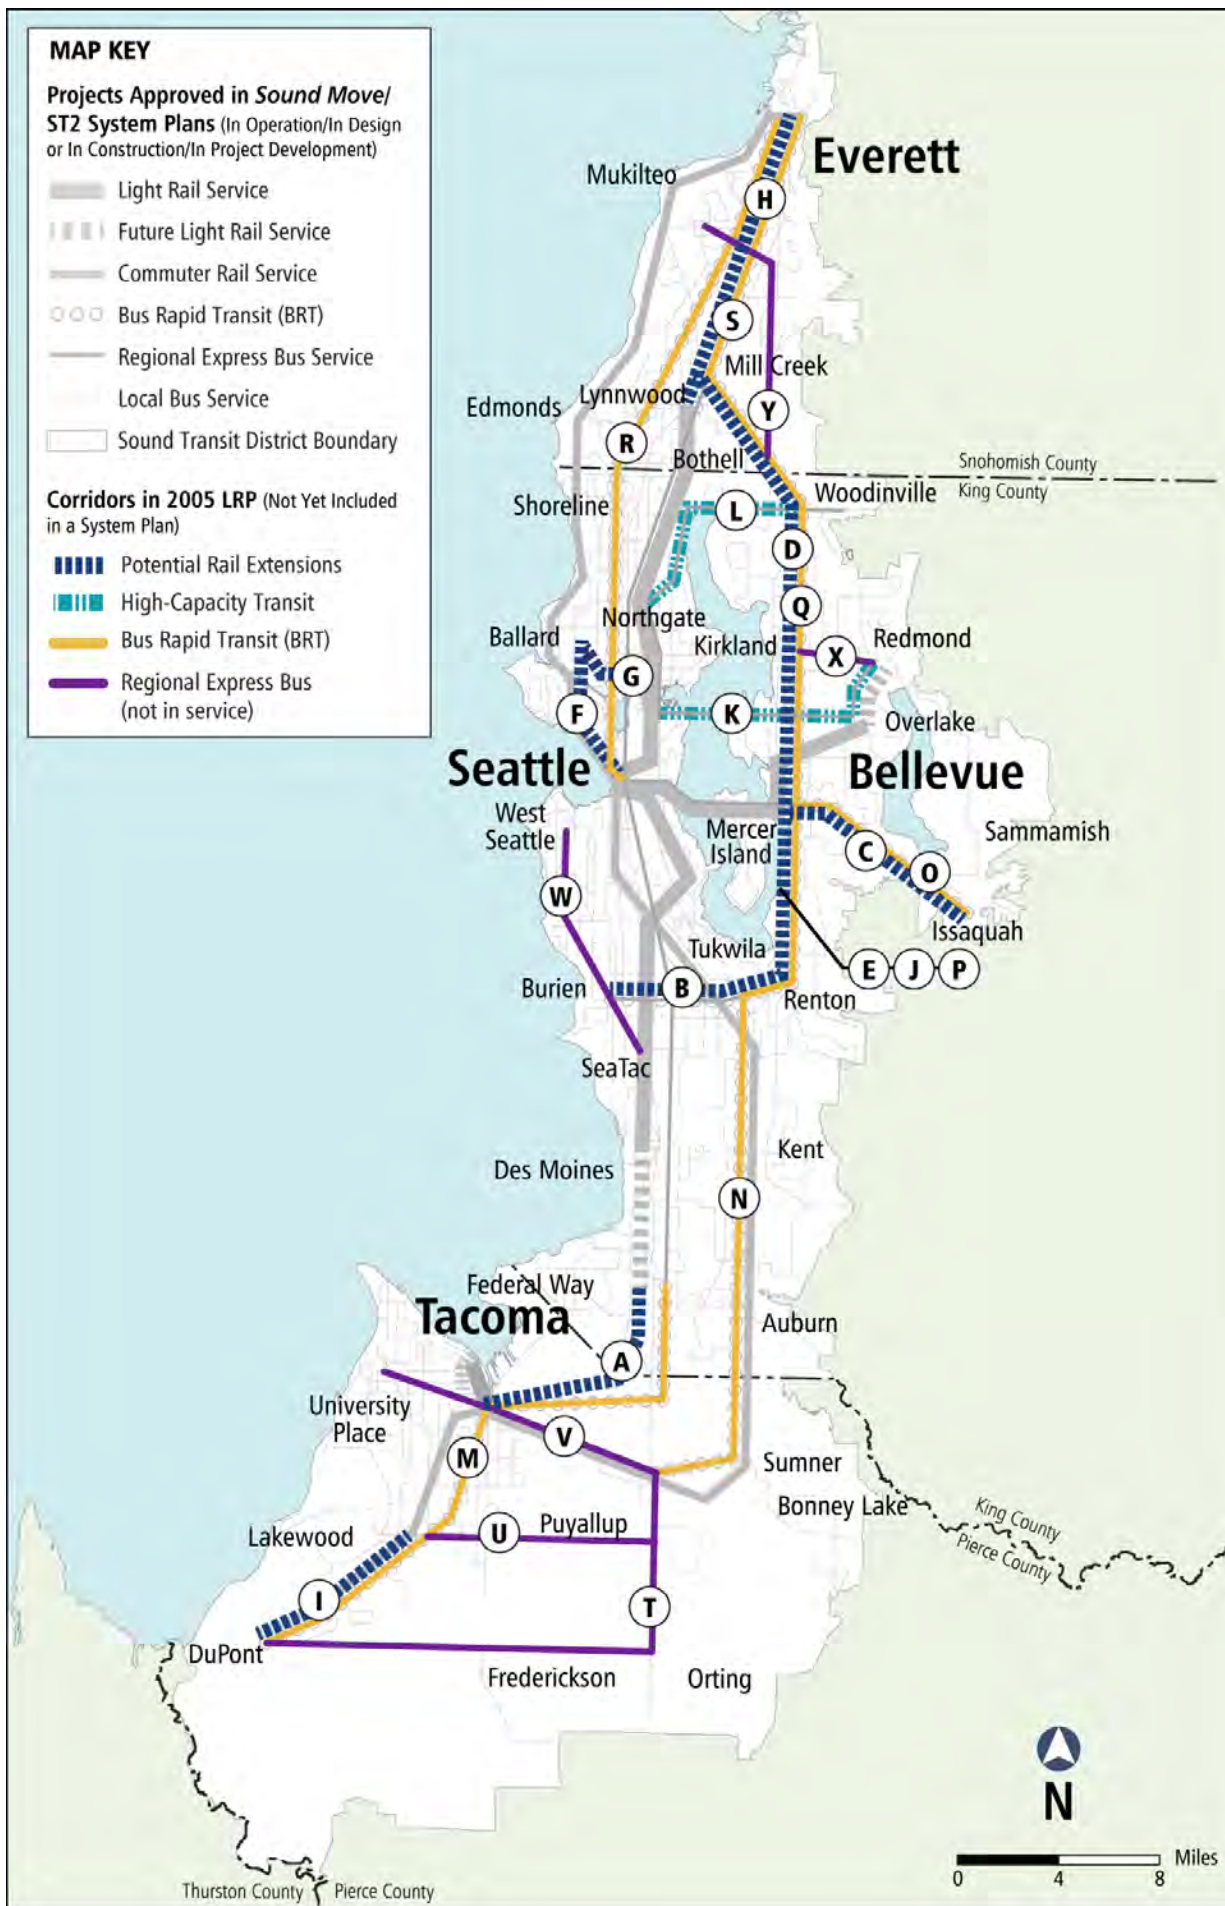 MAP KEY
Projects Approved in Sound Move/
ST2 System Plans (In Operation/In Design
or In Construction/In Project Development)
Light Rail Service
Future Light Rail Service
Commuter Rail Service
Bus Rapid Transit (BRT)
Regional Express Bus Service
Local Bus Service
Sound Transit District Boundary
Corridors in 2005 LRP (Not Yet Included
in a System Plan)
Potential Rail Extensions
High-Capacity Transit
Bus Rapid Transit (BRT)
Regional Express Bus
(not in service)
Everett
Mukilteo
H
S
Mill Creek
Lynnwood
Edmonds
Y
R
Bothell
Snohomish County
King County
Woodinville
Shoreline
L
D
Q
Northgate
Ballard
Kirkland
Redmond
X
G
F
K
Overlake
Seattle
Bellevue
West
Seattle
Mercer
Island
Sammamish
C
O
W
Issaquah
Tukwila
E
J
P
Burien
B
Renton
SeaTac
Kent
Des Moines
N
Federal Way
Tacoma
Auburn
A
University
Place
V
M
Sumner
Bonney Lake
King County
Pierce County
Lakewood
U
Puyallup
I
T
DuPont
Frederickson
Orting
N
Miles
0
4
8
Thurston County
Pierce County